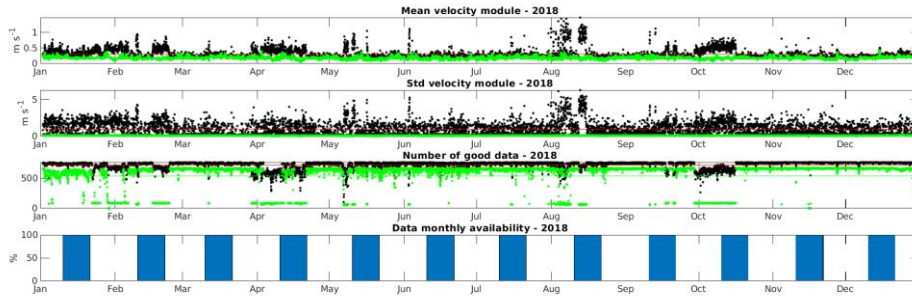 Mean velocity module - 2018
1
0.5
0
m s⁻¹
Jan Feb Mar Apr May Jun Jul Aug Sep Oct Nov Dec
Std velocity module - 2018
5
0
m s⁻¹
Jan Feb Mar Apr May Jun Jul Aug Sep Oct Nov Dec
Number of good data - 2018
500
0
Jan Feb Mar Apr May Jun Jul Aug Sep Oct Nov Dec
Data monthly availability - 2018
100
50
0
%
Jan Feb Mar Apr May Jun Jul Aug Sep Oct Nov Dec